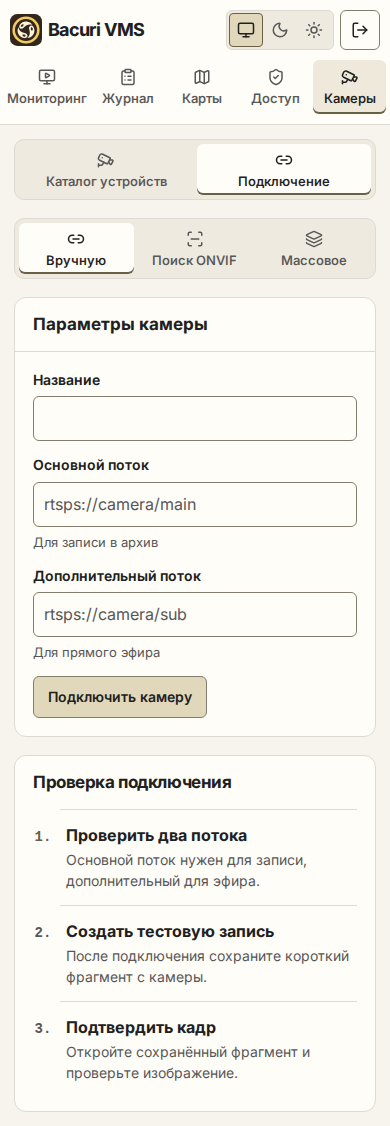 Bacuri VMS
Мониторинг Журнал Карты Доступ Камеры
Каталог устройств Подключение
Вручную Поиск ONVIF Массовое
Параметры камеры
Название
Основной поток
rtsps://camera/main
Для записи в архив
Дополнительный поток
rtsps://camera/sub
Для прямого эфира
Подключить камеру
Проверка подключения
1. Проверить два потока
Основной поток нужен для записи,
дополнительный для эфира.
2. Создать тестовую запись
После подключения сохраните короткий
фрагмент с камеры.
3. Подтвердить кадр
Откройте сохранённый фрагмент и
проверьте изображение.